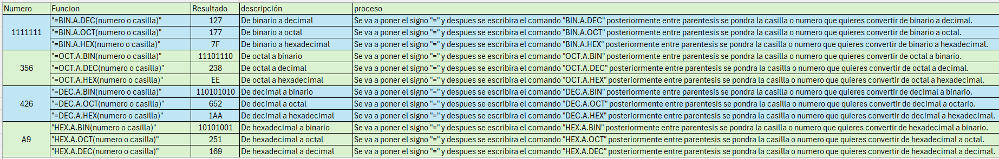 Numero Funcion Resultado descripción proceso
"=BIN.A.DEC(numero o casilla)" 127 De binario a decimal Se va a poner el signo "=" y despues se escribira el comando "BIN.A.DEC" posteriormente entre parentesis se pondra la casilla o numero que quieres convertir de binario a decimal.
1111111 "=BIN.A.OCT(numero o casilla)" 177 De binario a octal Se va a poner el signo "=" y despues se escribira el comando "BIN.A.OCT" posteriormente entre parentesis se pondra la casilla o numero que quieres convertir de binario a octal.
"=BIN.A.HEX(numero o casilla)" 7F De binario a hexadecimal Se va a poner el signo "=" y despues se escribira el comando "BIN.A.HEX" posteriormente entre parentesis se pondra la casilla o numero que quieres convertir de binario a hexadecimal.
"=OCT.A.BIN(numero o casilla)" 11101110 De octal a binario Se va a poner el signo "=" y despues se escribira el comando "OCT.A.BIN" posteriormente entre parentesis se pondra la casilla o numero que quieres convertir de octal a binario.
356 "=OCT.A.DEC(numero o casilla)" 238 De octal a decimal Se va a poner el signo "=" y despues se escribira el comando "OCT.A.DEC" posteriormente entre parentesis se pondra la casilla o numero que quieres convertir de octal a decimal.
"=OCT.A.HEX(numero o casilla)" EE De octal a hexadecimal Se va a poner el signo "=" y despues se escribira el comando "OCT.A.HEX" posteriormente entre parentesis se pondra la casilla o numero que quieres convertir de octal a hexadecimal.
"=DEC.A.BIN(numero o casilla)" 110101010 De decimal a binario Se va a poner el signo "=" y despues se escribira el comando "DEC.A.BIN" posteriormente entre parentesis se pondra la casilla o numero que quieres convertir de decimal a binario.
426 "=DEC.A.OCT(numero o casilla)" 652 De decimal a octal Se va a poner el signo "=" y despues se escribira el comando "DEC.A.OCT" posteriormente entre parentesis se pondra la casilla o numero que quieres convertir de decimal a octario.
"=DEC.A.HEX(numero o casilla)" 1AA De decimal a hexadecimal Se va a poner el signo "=" y despues se escribira el comando "DEC.A.HEX" posteriormente entre parentesis se pondra la casilla o numero que quieres convertir de decimal a hexadecimal.
"HEX.A.BIN(numero o casilla)" 10101001 De hexadecimal a binario Se va a poner el signo "=" y despues se escribira el comando "HEX.A.BIN" posteriormente entre parentesis se pondra la casilla o numero que quieres convertir de hexadecimal a binario.
A9 "HEX.A.OCT(numero o casilla)" 251 De hexadecimal a octal Se va a poner el signo "=" y despues se escribira el comando "HEX.A.OCT" posteriormente entre parentesis se pondra la casilla o numero que quieres convertir de hexadecimal a octal.
"HEX.A.DEC(numero o casilla)" 169 De hexadecimal a decimal Se va a poner el signo "=" y despues se escribira el comando "HEX.A.DEC" posteriormente entre parentesis se pondra la casilla o numero que quieres convertir de hexadecimal a decimal.